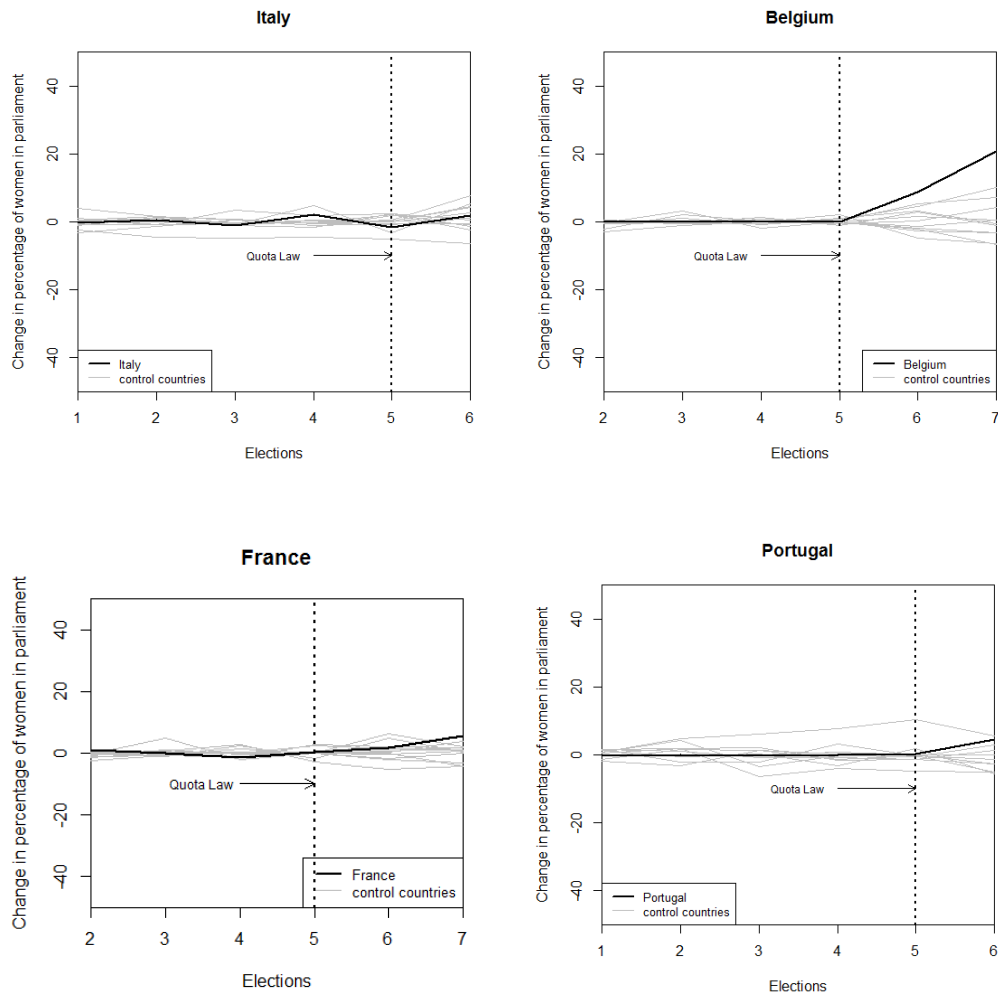 Italy
Change in percentage of women in parliament
40
20
0
-20
-40
Quota Law
Italy
control countries
1 2 3 4 5 6
Elections
Belgium
Change in percentage of women in parliament
40
20
0
-20
-40
Quota Law
Belgium
control countries
2 3 4 5 6 7
Elections
France
Change in percentage of women in parliament
40
20
0
-20
-40
Quota Law
France
control countries
2 3 4 5 6 7
Elections
Portugal
Change in percentage of women in parliament
40
20
0
-20
-40
Quota Law
Portugal
control countries
1 2 3 4 5 6
Elections